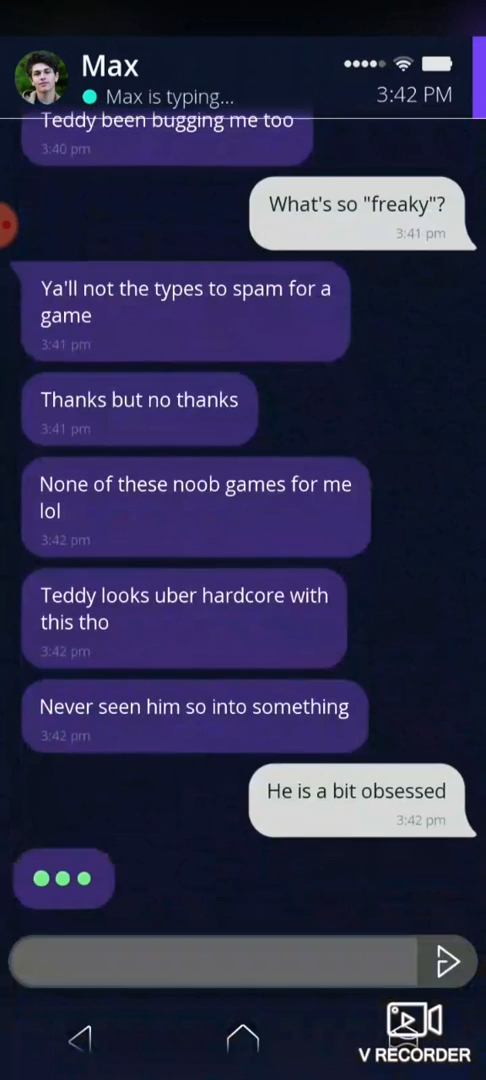 Max
Max is typing...
3:42 PM
Teddy been bugging me too
3:40 pm
What's so "freaky"?
3:41 pm
Ya'll not the types to spam for a
game
3:41 pm
Thanks but no thanks
3:41 pm
None of these noob games for me
lol
3:42 pm
Teddy looks uber hardcore with
this tho
3:42 pm
Never seen him so into something
3:42 pm
He is a bit obsessed
3:42 pm
V RECORDER